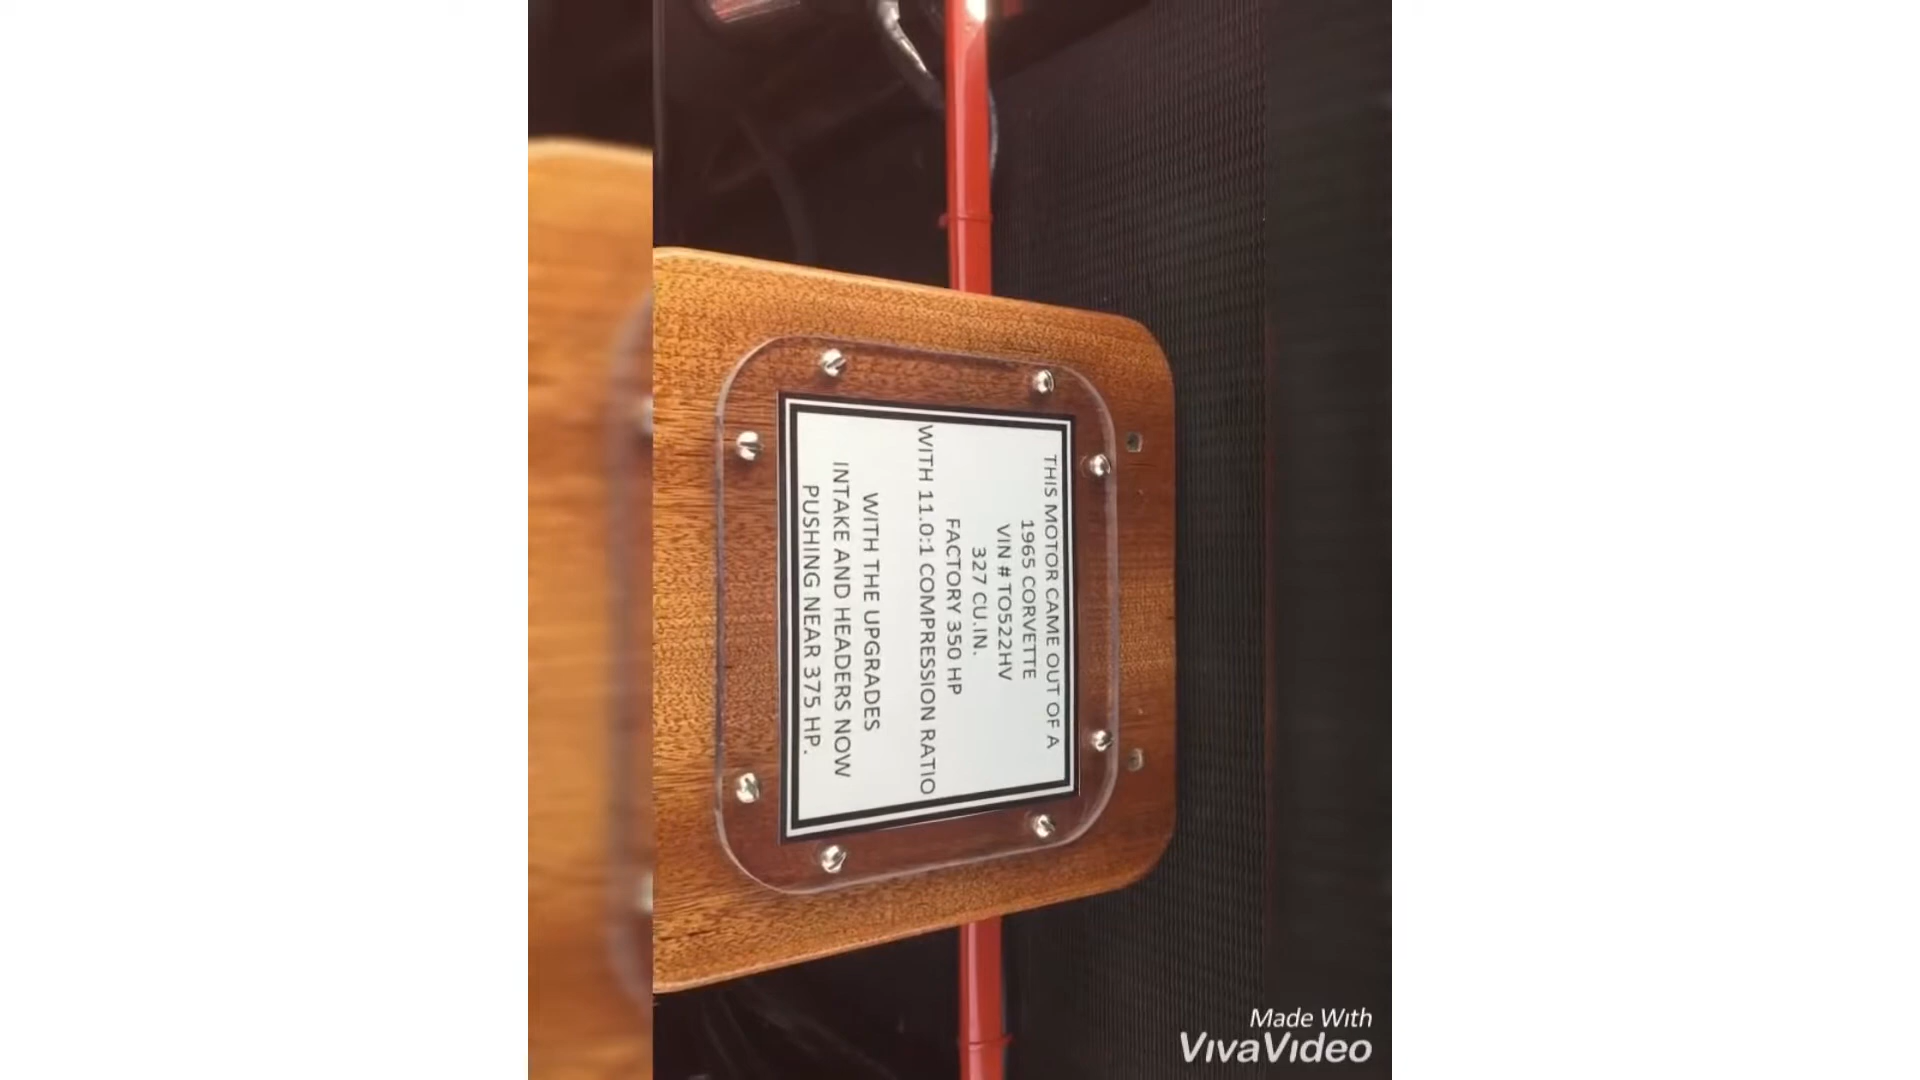 THIS MOTOR CAME OUT OF A
1965 CORVETTE
VIN # TO522HV
327 CU.IN.
FACTORY 350 HP
WITH 11.0:1 COMPRESSION RATIO
WITH THE UPGRADES
INTAKE AND HEADERS NOW
PUSHING NEAR 375 HP.
Made With
VivaVideo